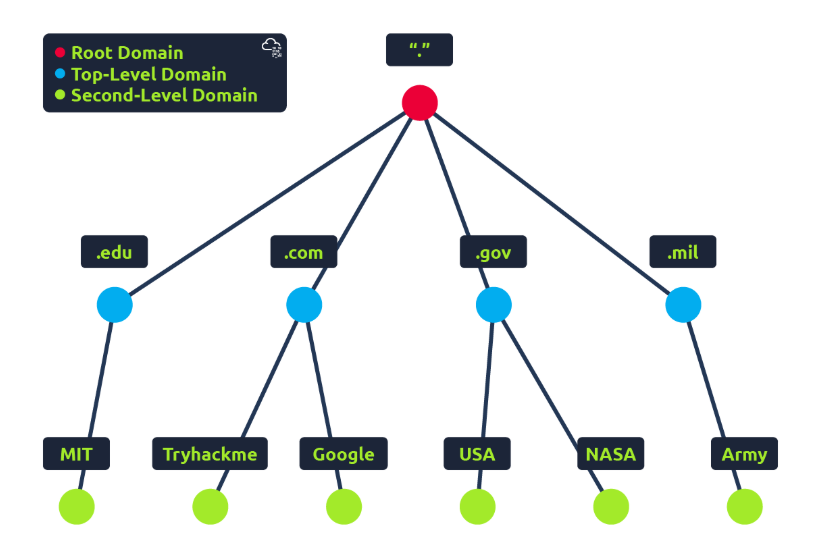 Root Domain
Top-Level Domain
Second-Level Domain
“.”
.edu
.com
.gov
.mil
MIT
Tryhackme
Google
USA
NASA
Army